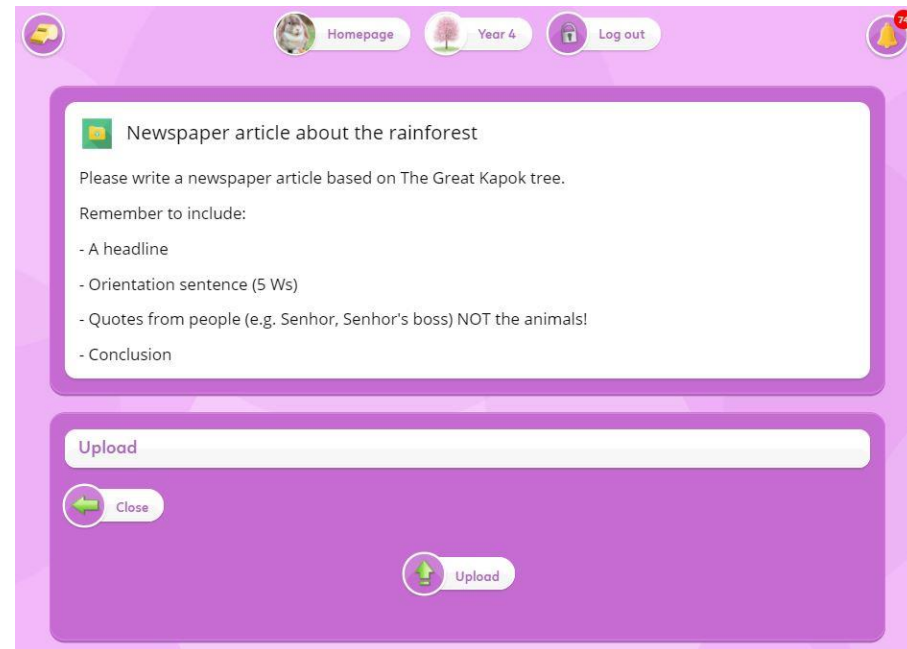 Homepage
Year 4
Log out
74
Newspaper article about the rainforest
Please write a newspaper article based on The Great Kapok tree.
Remember to include:
- A headline
- Orientation sentence (5 Ws)
- Quotes from people (e.g. Senhor, Senhor's boss) NOT the animals!
- Conclusion
Upload
Close
Upload